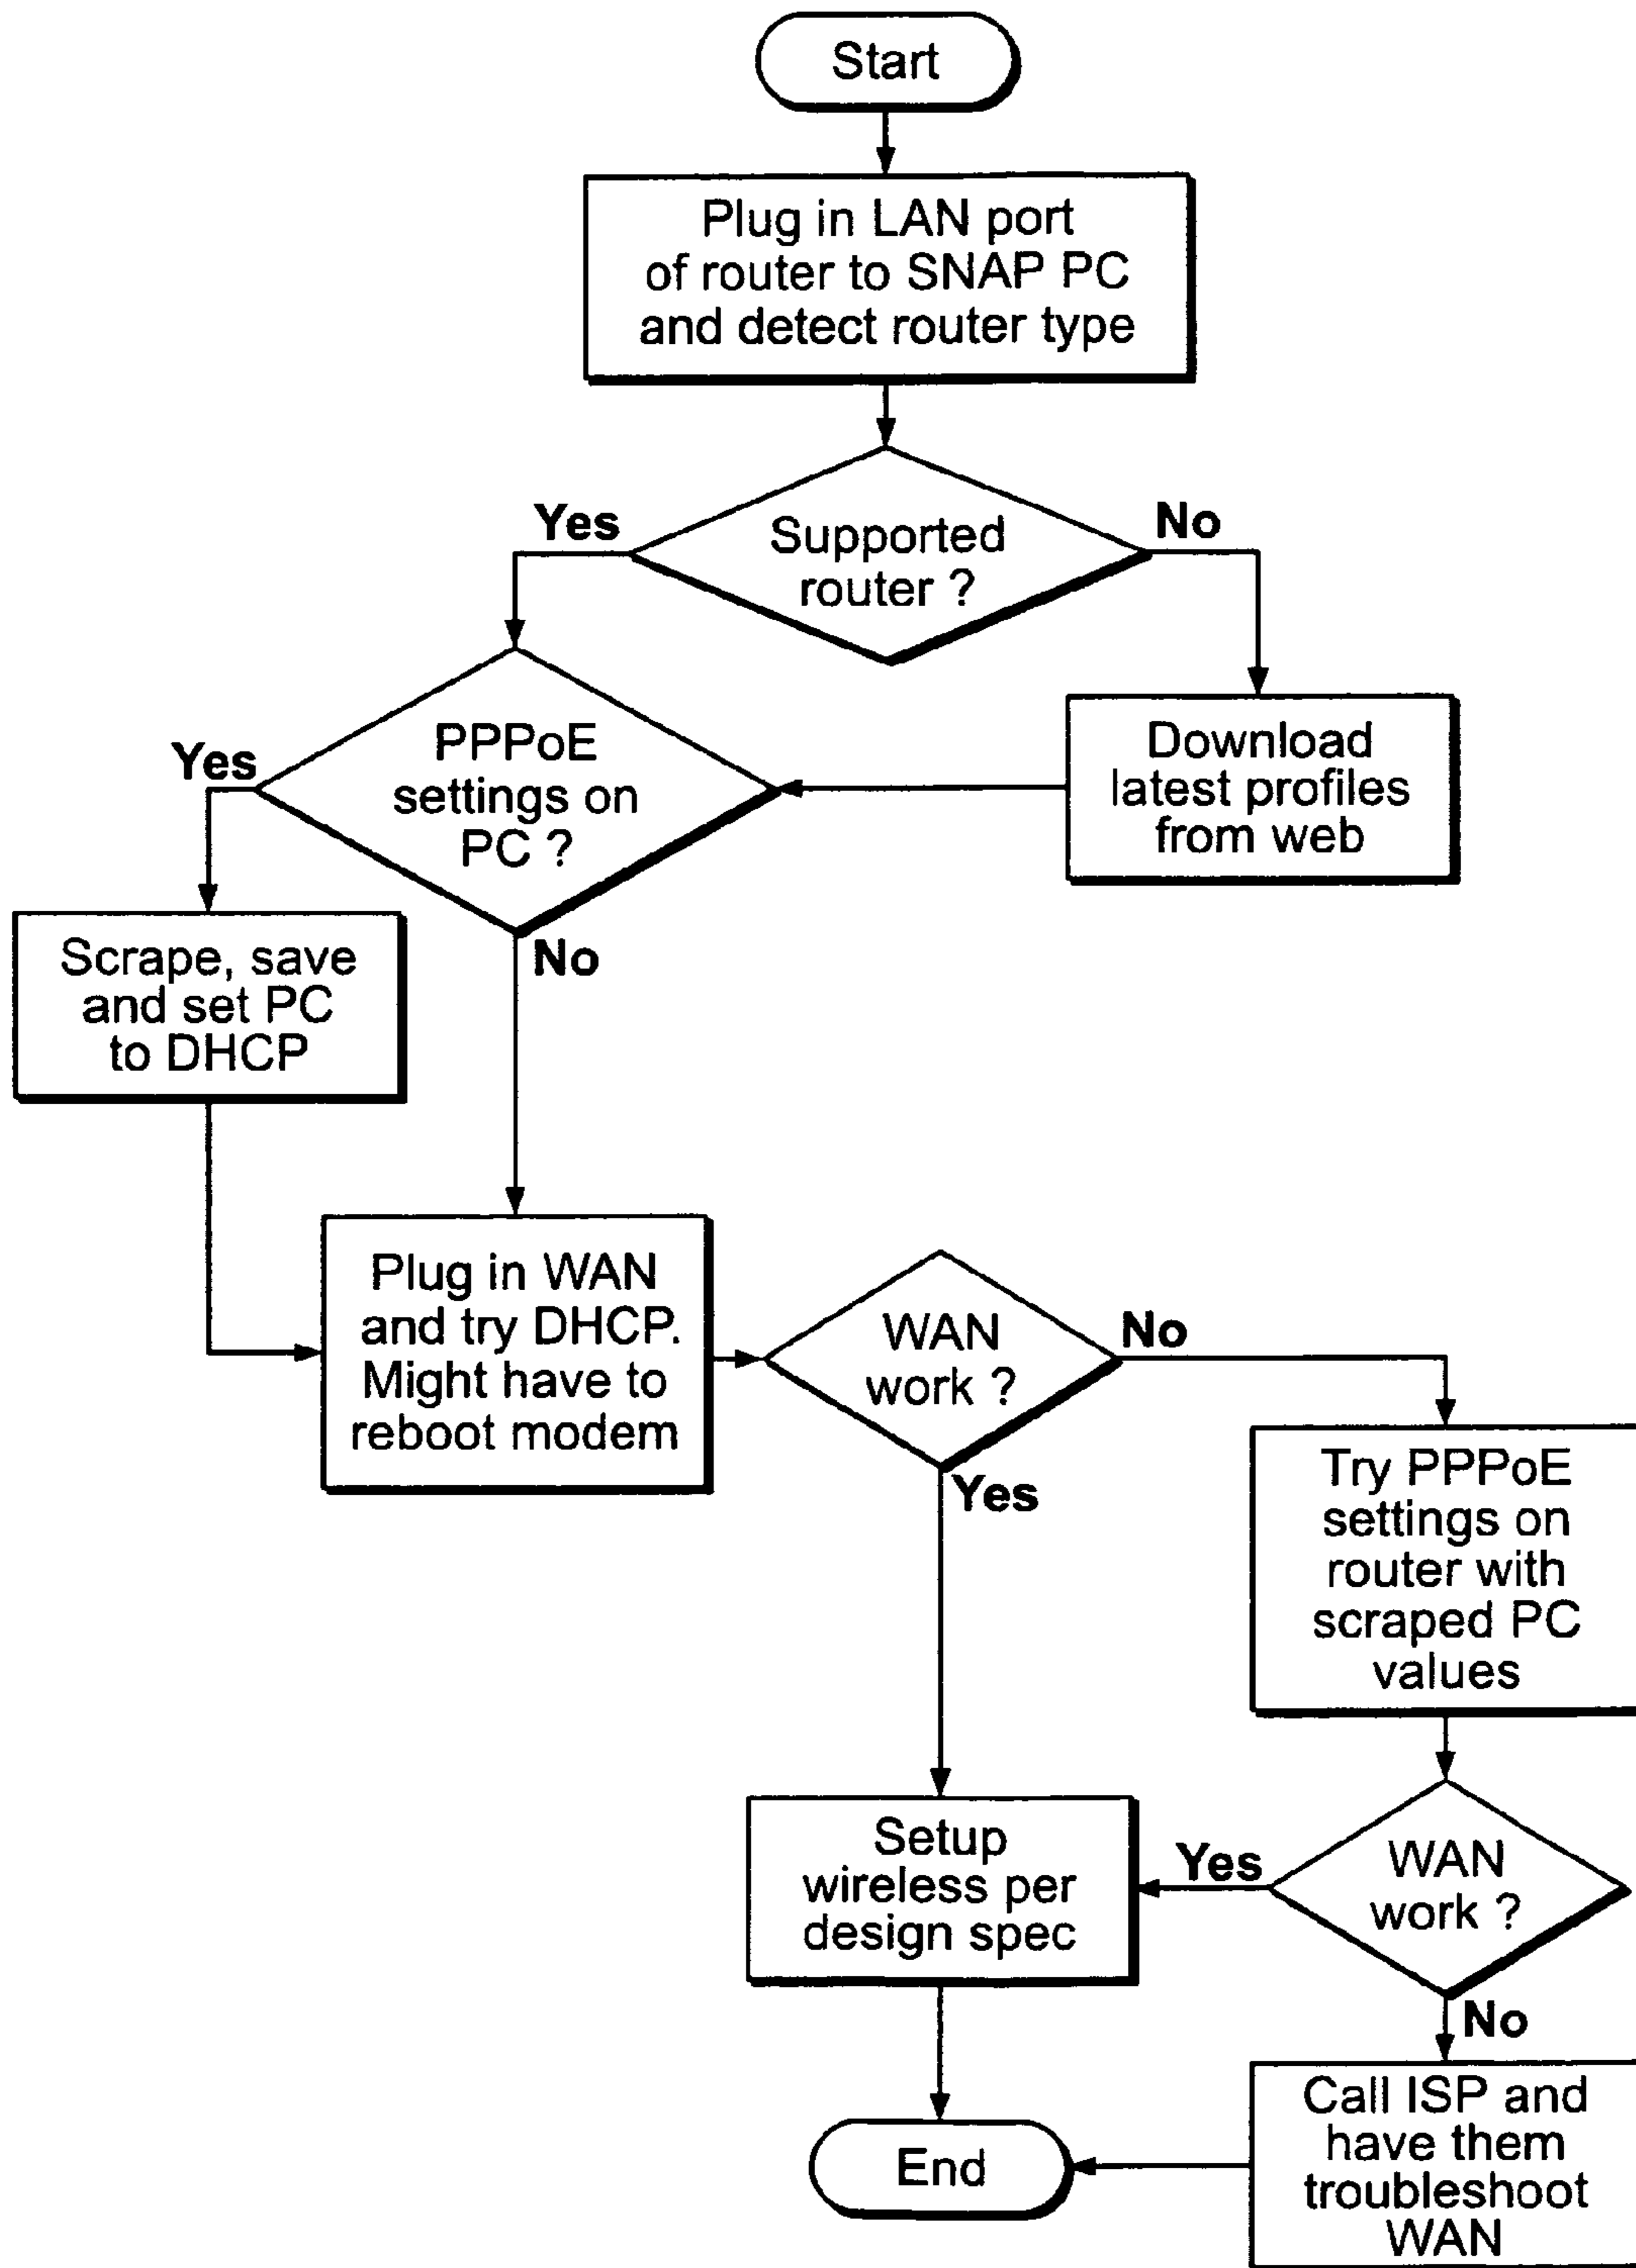 Start
Plug in LAN port
of router to SNAP PC
and detect router type
Yes
No
Supported
router ?
PPPoE
settings on
PC ?
Yes
No
Download
latest profiles
from web
Scrape, save
and set PC
to DHCP
Plug in WAN
and try DHCP.
Might have to
reboot modem
WAN
work ?
No
Yes
Try PPPoE
settings on
router with
scraped PC
values
Setup
wireless per
design spec
Yes
WAN
work ?
No
End
Call ISP and
have them
troubleshoot
WAN